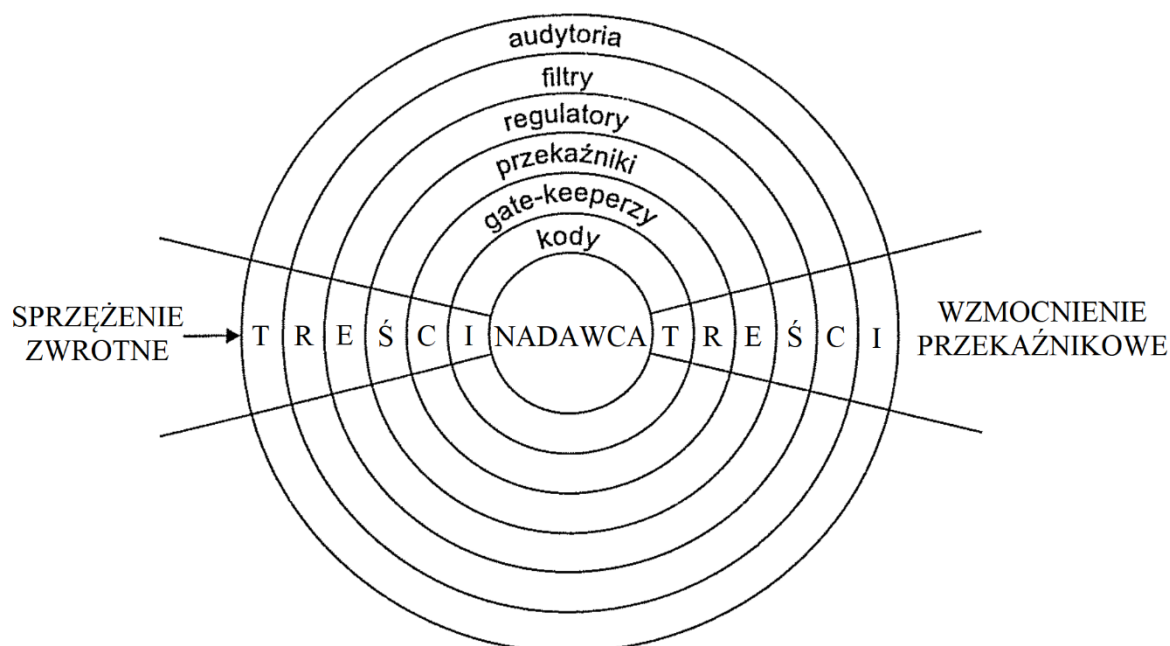 audytoria
filtry
regulatory
przekaźniki
gate-keeperzy
kody
SPRZĘŻENIE
ZWROTNE
T R E Ś C I NADAWCA T R E Ś C I
WZMOCNIENIE
PRZEKAŹNIKOWE